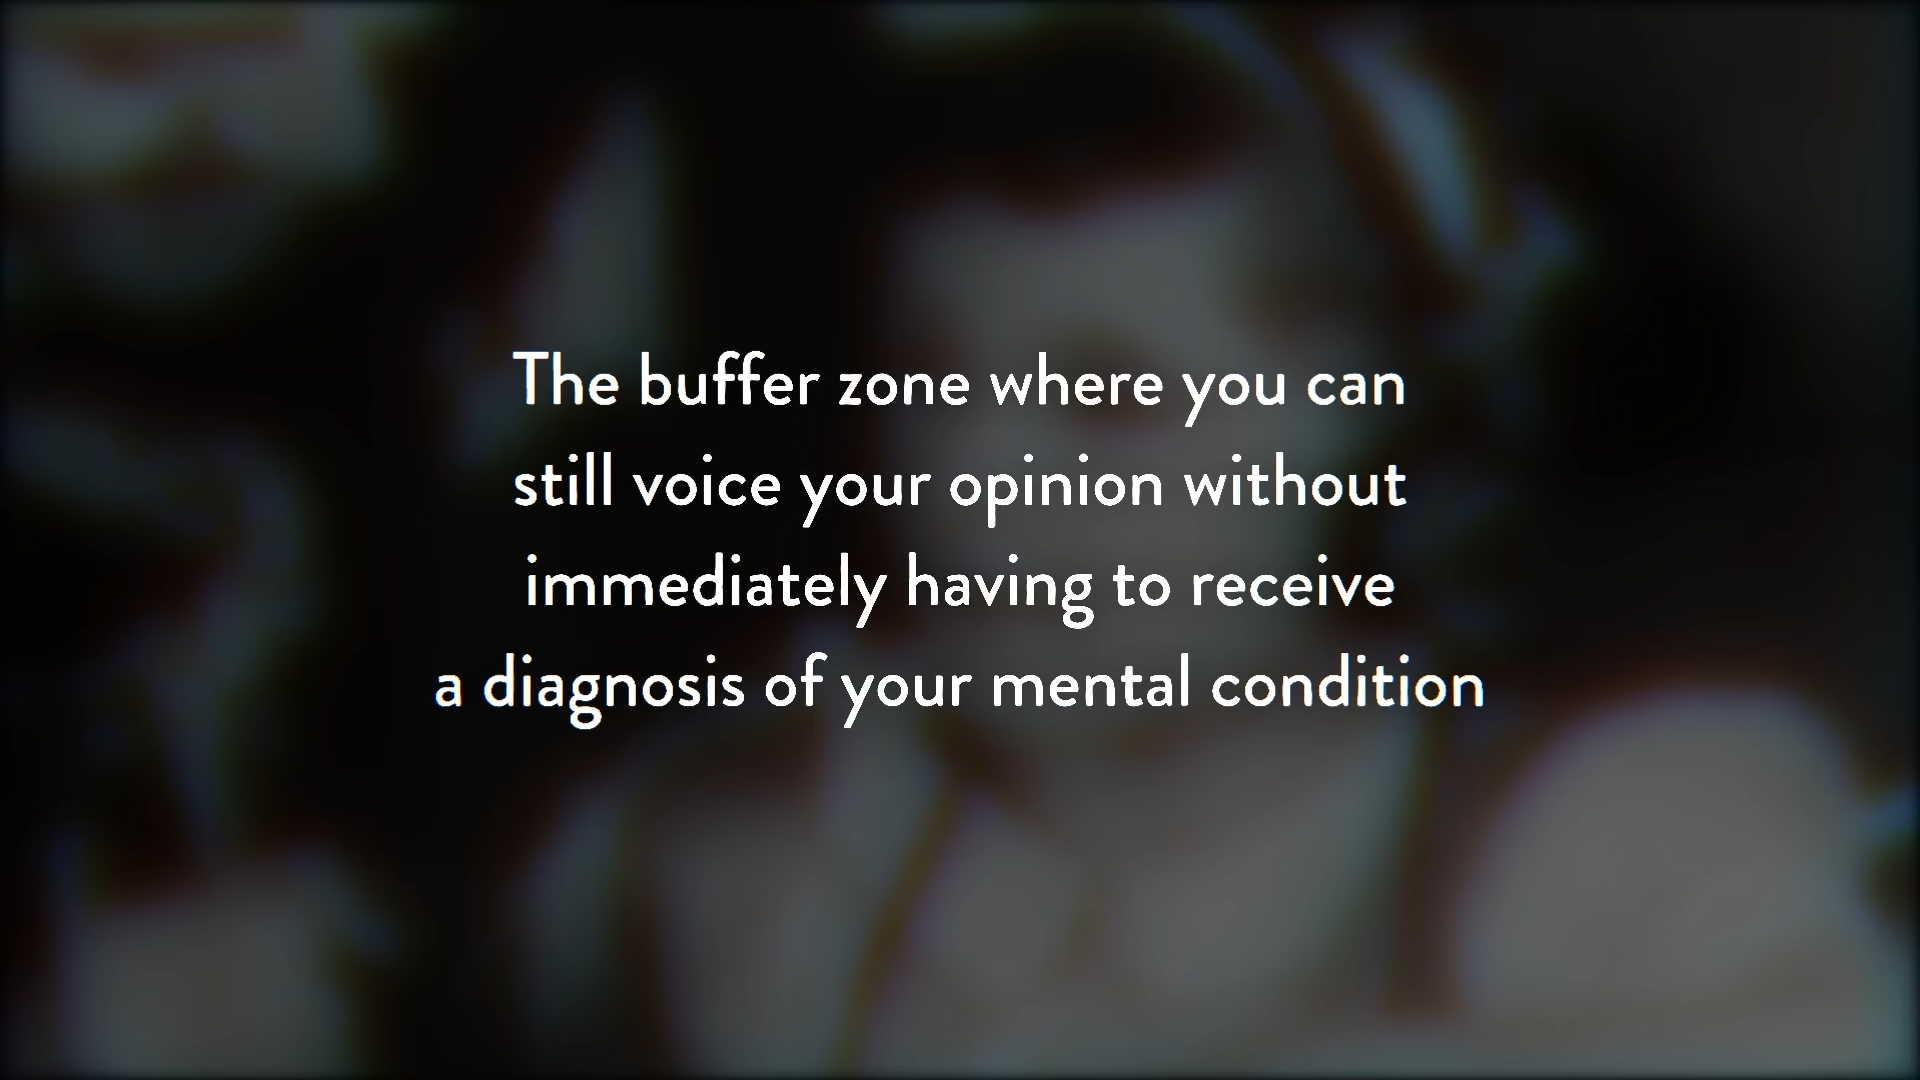 The buffer zone where you can
still voice your opinion without
immediately having to receive
a diagnosis of your mental condition